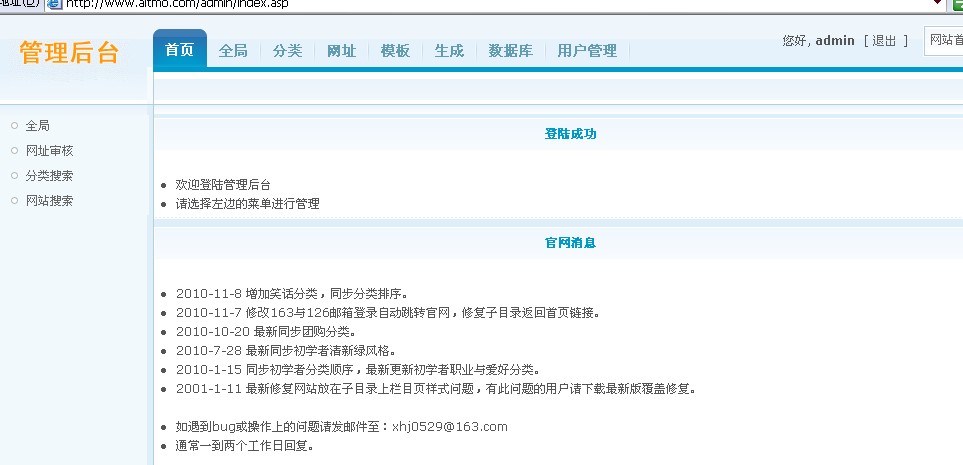 地址(D) http://www.aitmo.com/admin/index.asp
管理后台
首页 全局 分类 网址 模板 生成 数据库 用户管理
您好, admin [ 退出 ] 网站首
全局
网址审核
分类搜索
网站搜索
登陆成功
欢迎登陆管理后台
请选择左边的菜单进行管理
官网消息
2010-11-8 增加笑话分类，同步分类排序。
2010-11-7 修改163与126邮箱登录自动跳转官网，修复子目录返回首页链接。
2010-10-20 最新同步团购分类。
2010-7-28 最新同步初学者清新绿风格。
2010-1-15 同步初学者分类顺序，最新更新初学者职业与爱好分类。
2001-1-11 最新修复网站放在子目录上栏目页样式问题，有此问题的用户请下载最新版覆盖修复。
如遇到bug或操作上的问题请发邮件至：xhj0529@163.com
通常一到两个工作日回复。